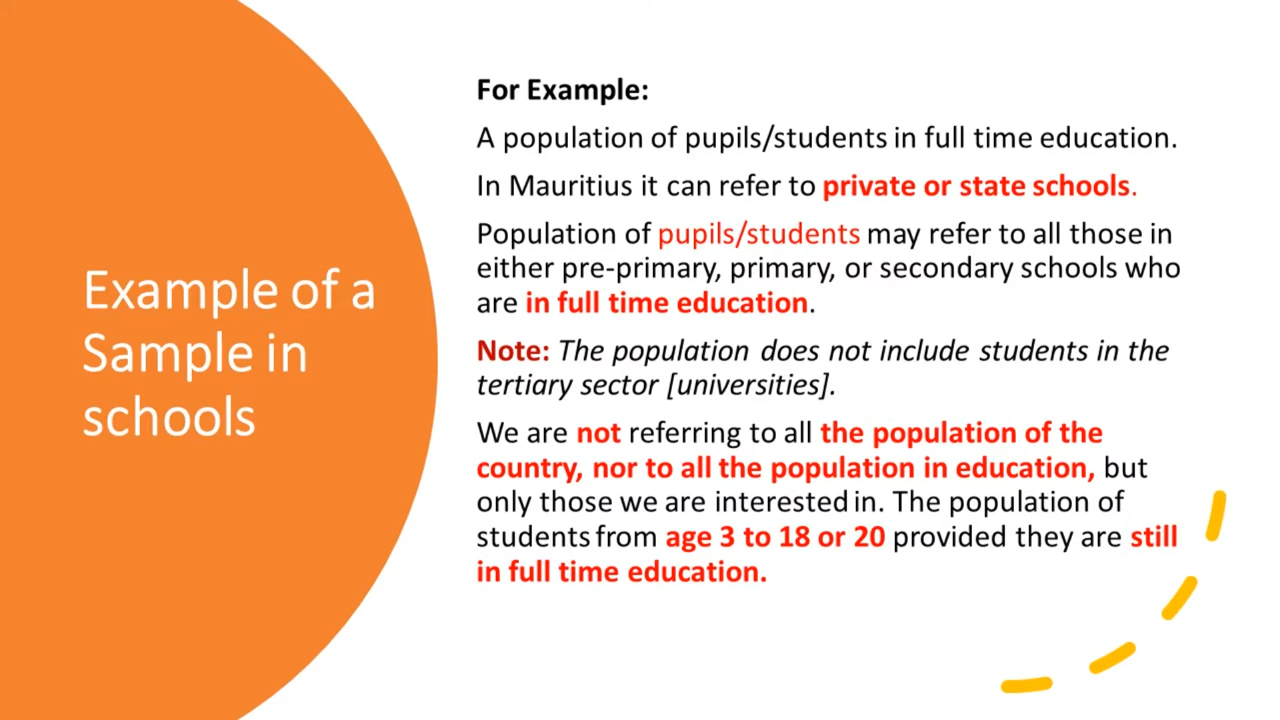 Example of a
Sample in
schools
For Example:
A population of pupils/students in full time education.
In Mauritius it can refer to private or state schools.
Population of pupils/students may refer to all those in
either pre-primary, primary, or secondary schools who
are in full time education.
Note: The population does not include students in the
tertiary sector [universities].
We are not referring to all the population of the
country, nor to all the population in education, but
only those we are interested in. The population of
students from age 3 to 18 or 20 provided they are still
in full time education.